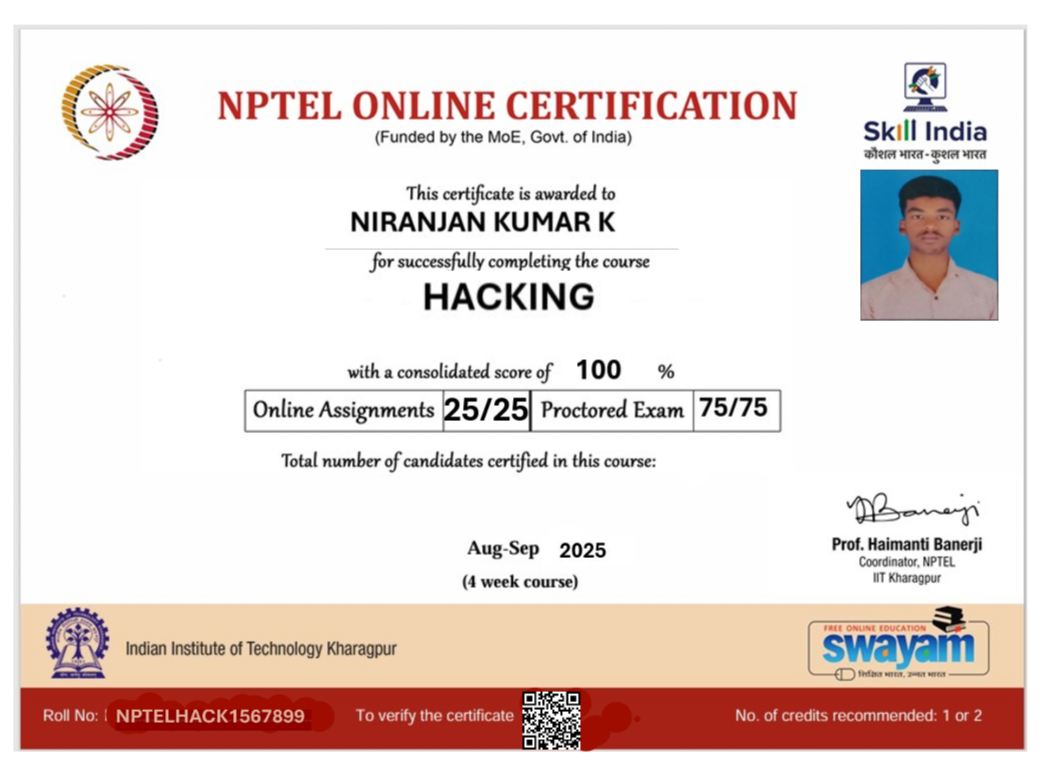 NPTEL ONLINE CERTIFICATION
(Funded by the MoE, Govt. of India)
Skill India
कौशल भारत - कुशल भारत
This certificate is awarded to
NIRANJAN KUMAR K
for successfully completing the course
HACKING
with a consolidated score of 100 %
Online Assignments 25/25 Proctored Exam 75/75
Total number of candidates certified in this course:
Banerji
Prof. Haimanti Banerji
Coordinator, NPTEL
IIT Kharagpur
Aug-Sep 2025
(4 week course)
Indian Institute of Technology Kharagpur
FREE ONLINE EDUCATION
swayam
शिक्षित भारत, उन्नत भारत
Roll No: NPTELHACK1567899 To verify the certificate No. of credits recommended: 1 or 2